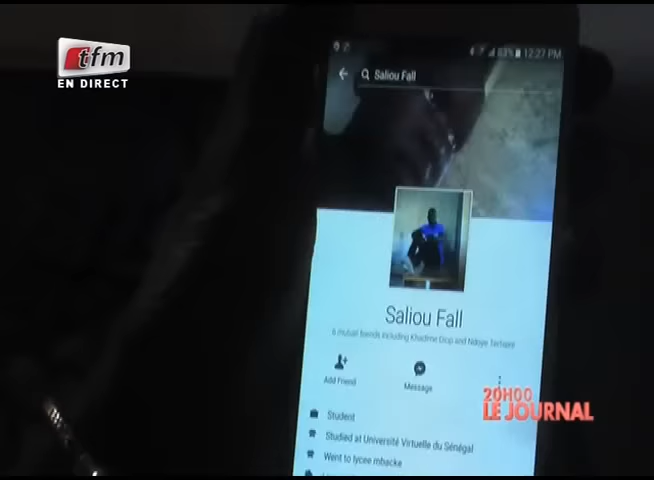 tfm
EN DIRECT
83% 12:27 PM
Saliou Fall
Saliou Fall
6 mutual friends including Khadime Diop and Ndoye
Add Friend
Message
Student
Studied at Université Virtuelle du Sénégal
Went to lycee mbacke
20H00
LE JOURNAL